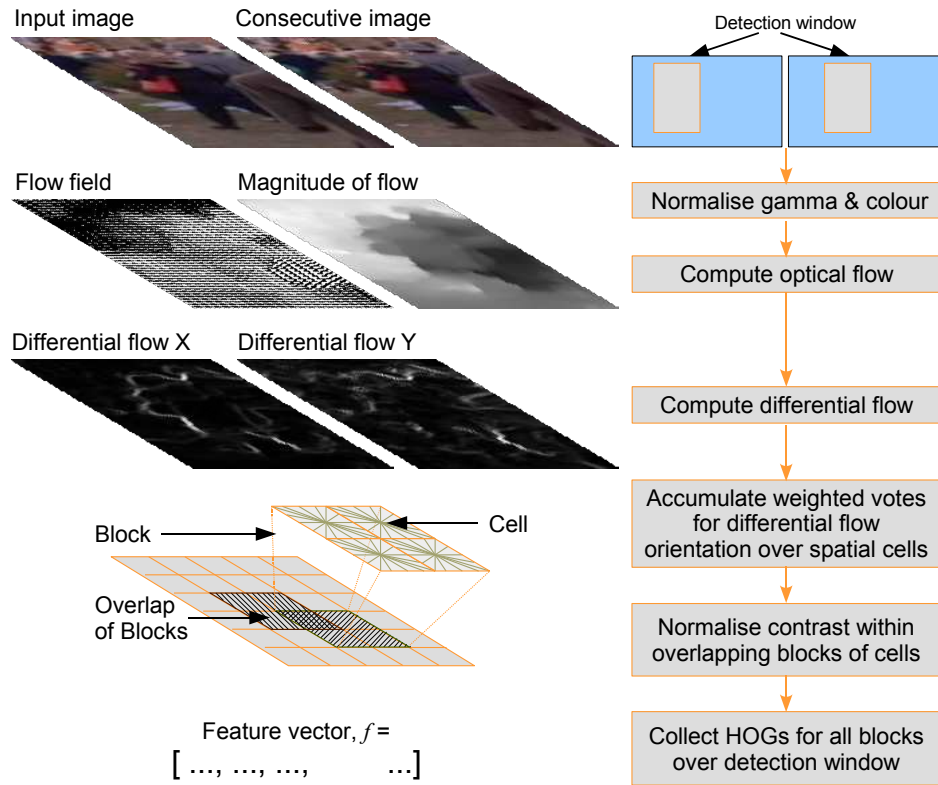 Input image
Consecutive image
Detection window
Flow field
Magnitude of flow
Normalise gamma & colour
Compute optical flow
Differential flow X
Differential flow Y
Compute differential flow
Block
Cell
Overlap
of Blocks
Accumulate weighted votes
for differential flow
orientation over spatial cells
Normalise contrast within
overlapping blocks of cells
Feature vector, f =
[ ..., ..., ...,          ...]
Collect HOGs for all blocks
over detection window